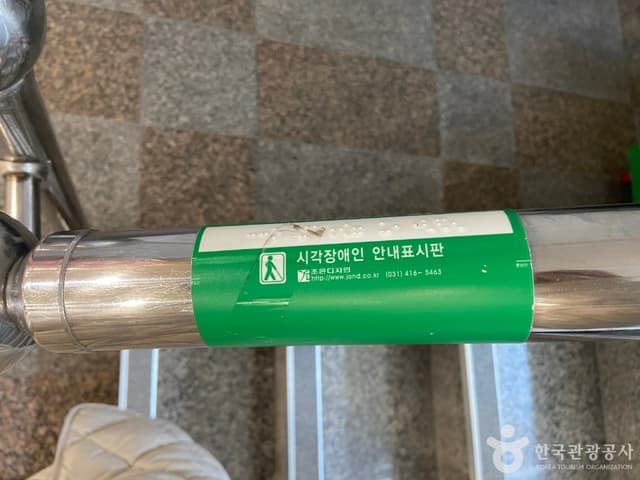 시각장애인 안내표시판
조은디자인
http://www.jond.co.kr (031) 416- 5463
한국관광공사
KOREA TOURISM ORGANIZATION